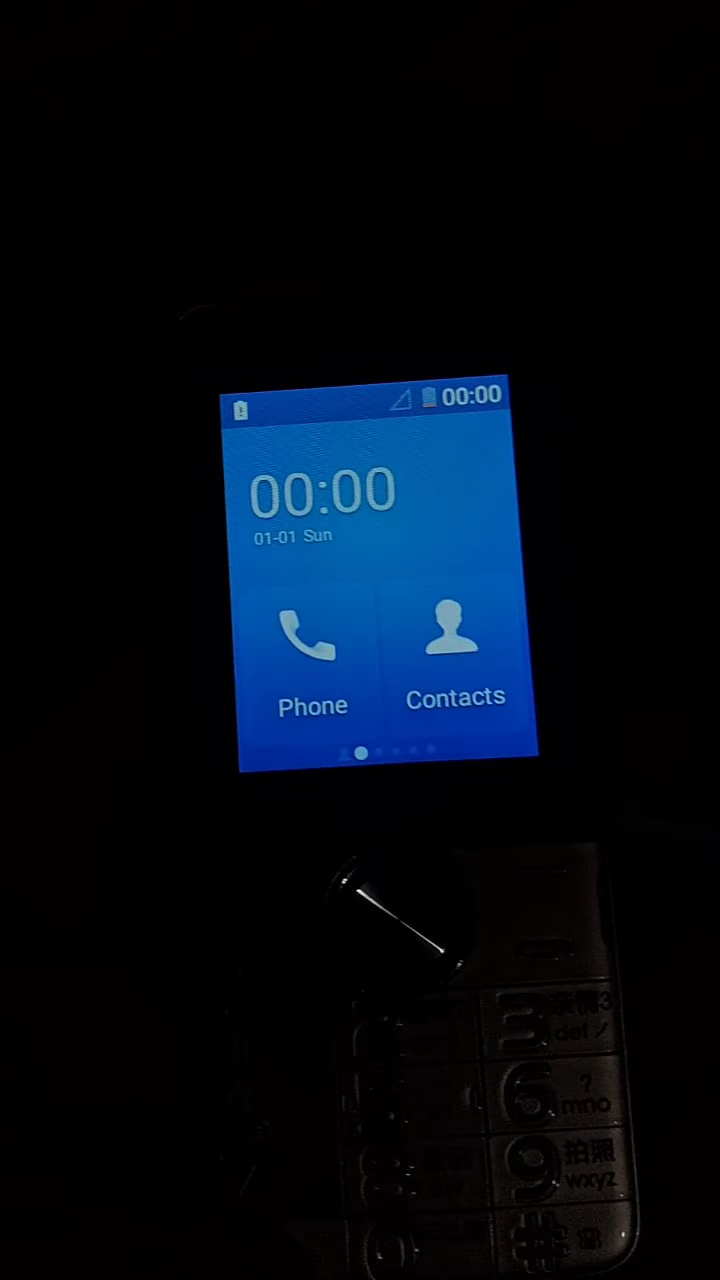 00:00
00:00
01-01 Sun
Phone
Contacts
3
def
6 ?
mno
9 拍照
wxyz
#